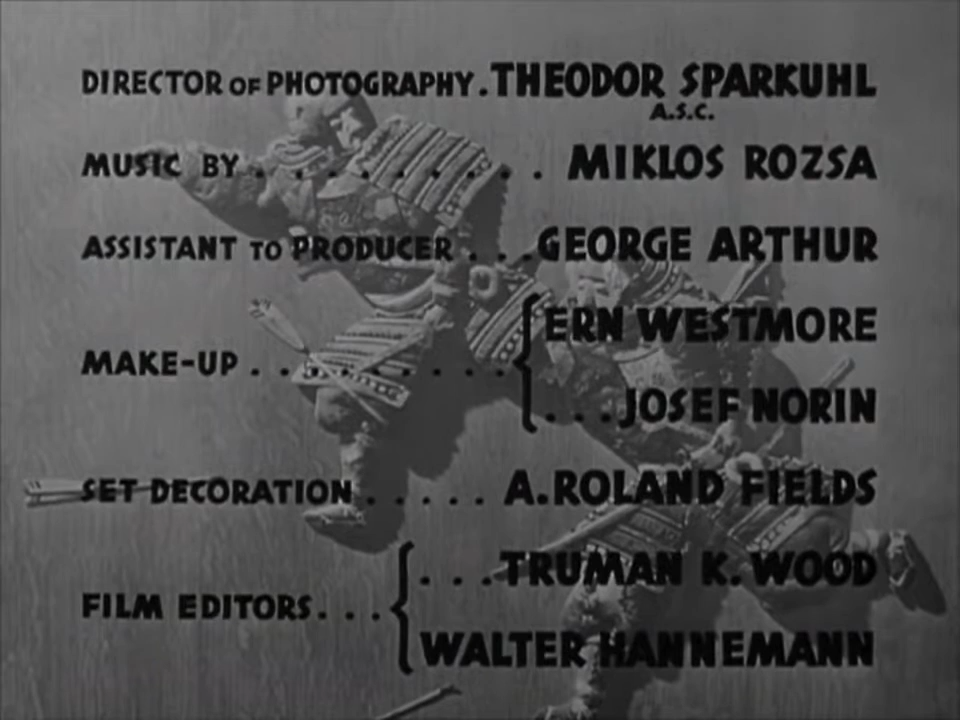 DIRECTOR OF PHOTOGRAPHY . THEODOR SPARKUHL
A.S.C.
MUSIC BY . . . . . . . . . MIKLOS ROZSA
ASSISTANT TO PRODUCER . . . GEORGE ARTHUR
ERN WESTMORE
MAKE-UP . . . . . . . . .
. . . JOSEF NORIN
SET DECORATION . . . . . A. ROLAND FIELDS
. . . TRUMAN K. WOOD
FILM EDITORS . . .
WALTER HANNEMANN